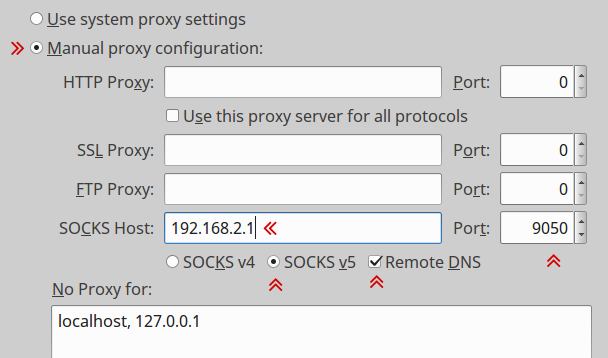 Use system proxy settings
Manual proxy configuration:
HTTP Proxy: Port: 0
Use this proxy server for all protocols
SSL Proxy: Port: 0
FTP Proxy: Port: 0
SOCKS Host: 192.168.2.1 Port: 9050
SOCKS v4 SOCKS v5 Remote DNS
No Proxy for:
localhost, 127.0.0.1